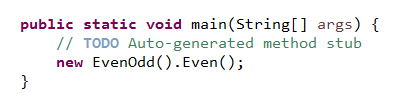 public static void main(String[] args) {
    // TODO Auto-generated method stub
    new EvenOdd().Even();
}